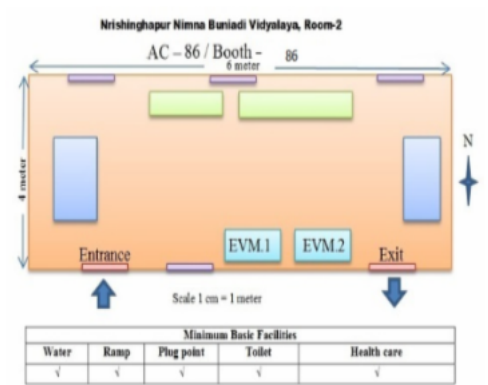 Nrishinghapur Nimna Buniadi Vidyalaya, Room-2
AC – 86 / Booth - 86
6 meter
4 meter
N
EVM.1 EVM.2
Entrance Exit
Scale 1 cm = 1 meter
Minimum Basic Facilities
Water Ramp Plug point Toilet Health care
√ √ √ √ √